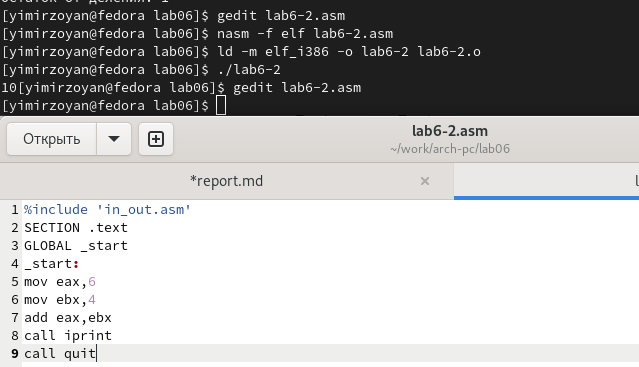 остаток от деления: 1
[yimirzoyan@fedora lab06]$ gedit lab6-2.asm
[yimirzoyan@fedora lab06]$ nasm -f elf lab6-2.asm
[yimirzoyan@fedora lab06]$ ld -m elf_i386 -o lab6-2 lab6-2.o
[yimirzoyan@fedora lab06]$ ./lab6-2
10[yimirzoyan@fedora lab06]$ gedit lab6-2.asm
[yimirzoyan@fedora lab06]$
Открыть
lab6-2.asm
~/work/arch-pc/lab06
*report.md ×
1 %include 'in_out.asm'
2 SECTION .text
3 GLOBAL _start
4 _start:
5 mov eax,6
6 mov ebx,4
7 add eax,ebx
8 call iprint
9 call quit